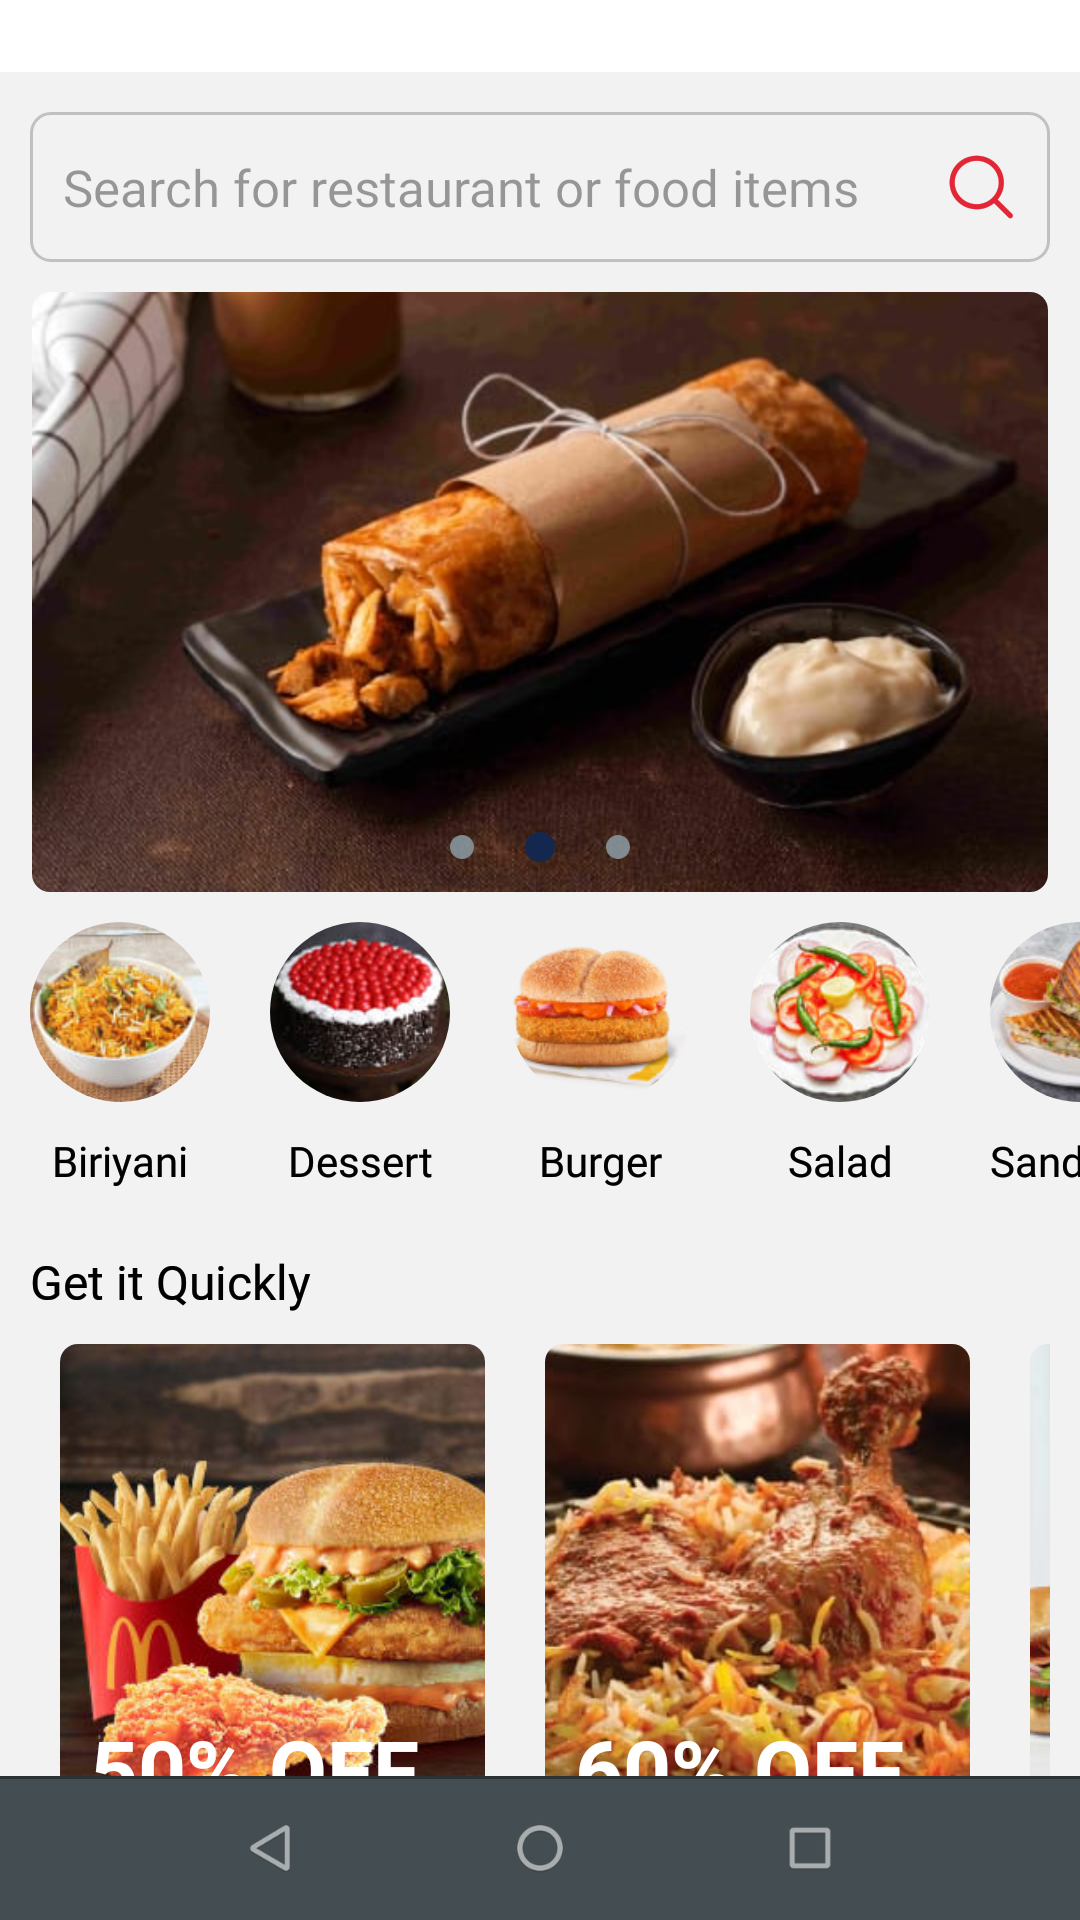 Search for restaurant or food items
Biriyani
Dessert
Burger
Salad
Sand
Get it Quickly
50% OFF
60% OFF